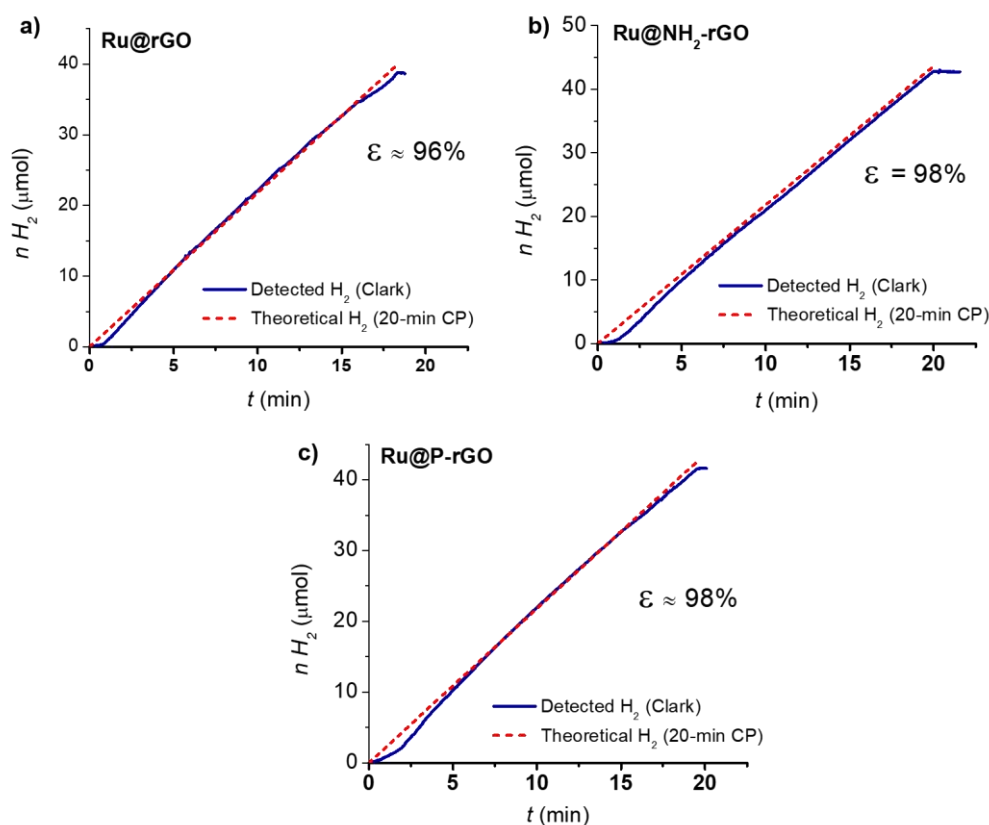 a)
Ru@rGO
40
30
20
10
0
n H₂ (μmol)
ε ≈ 96%
Detected H₂ (Clark)
Theoretical H₂ (20-min CP)
0 5 10 15 20
t (min)
b)
Ru@NH₂-rGO
50
40
30
20
10
0
n H₂ (μmol)
ε = 98%
Detected H₂ (Clark)
Theoretical H₂ (20-min CP)
0 5 10 15 20
t (min)
c)
Ru@P-rGO
40
30
20
10
0
n H₂ (μmol)
ε ≈ 98%
Detected H₂ (Clark)
Theoretical H₂ (20-min CP)
0 5 10 15 20
t (min)